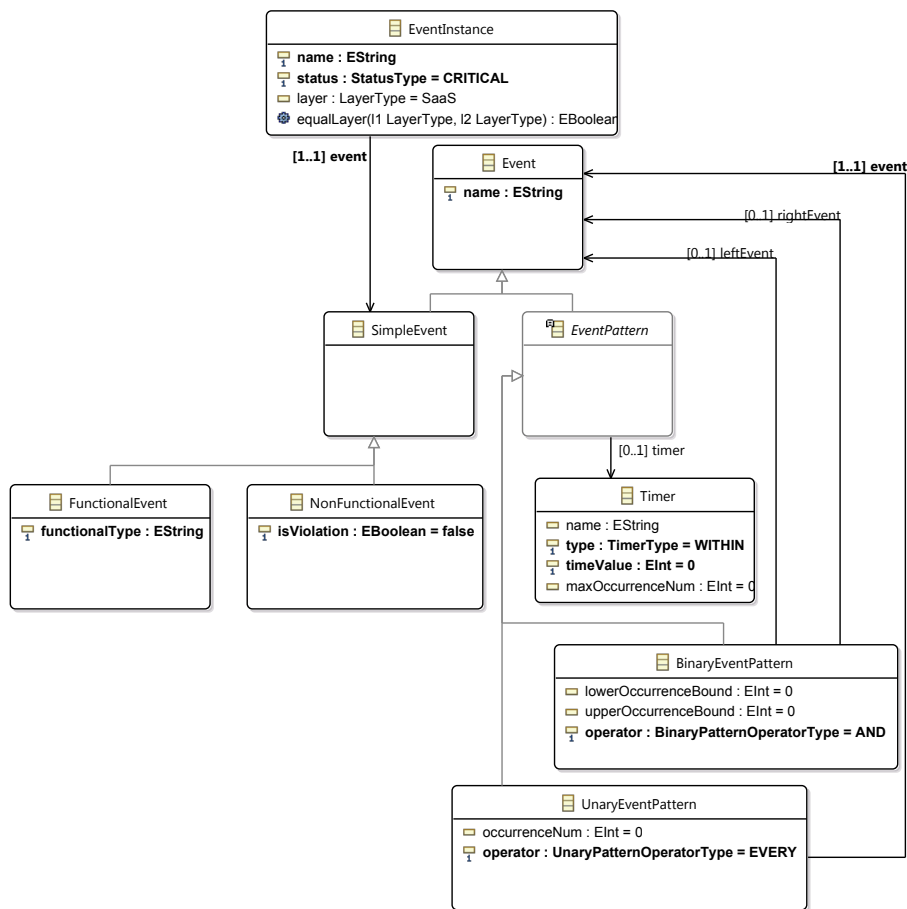 EventInstance
name : EString
status : StatusType = CRITICAL
layer : LayerType = SaaS
equalLayer(l1 LayerType, l2 LayerType) : EBoolean
[1..1] event
Event
name : EString
[1..1] event
[0..1] rightEvent
[0..1] leftEvent
SimpleEvent
EventPattern
[0..1] timer
FunctionalEvent
functionalType : EString
NonFunctionalEvent
isViolation : EBoolean = false
Timer
name : EString
type : TimerType = WITHIN
timeValue : EInt = 0
maxOccurrenceNum : EInt = 0
BinaryEventPattern
lowerOccurrenceBound : EInt = 0
upperOccurrenceBound : EInt = 0
operator : BinaryPatternOperatorType = AND
UnaryEventPattern
occurrenceNum : EInt = 0
operator : UnaryPatternOperatorType = EVERY